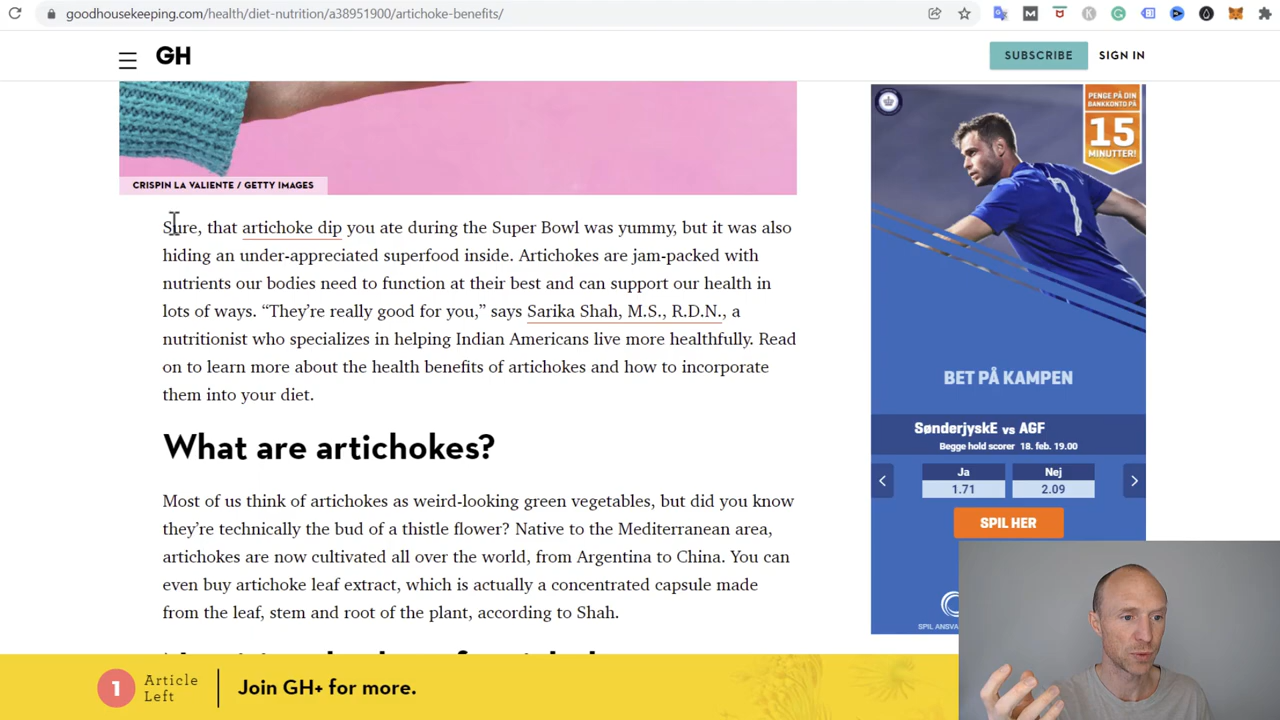 goodhousekeeping.com/health/diet-nutrition/a38951900/artichoke-benefits/
GH
SUBSCRIBE
SIGN IN
CRISPIN LA VALIENTE / GETTY IMAGES
Sure, that artichoke dip you ate during the Super Bowl was yummy, but it was also
hiding an under-appreciated superfood inside. Artichokes are jam-packed with
nutrients our bodies need to function at their best and can support our health in
lots of ways. “They’re really good for you,” says Sarika Shah, M.S., R.D.N., a
nutritionist who specializes in helping Indian Americans live more healthfully. Read
on to learn more about the health benefits of artichokes and how to incorporate
them into your diet.
What are artichokes?
Most of us think of artichokes as weird-looking green vegetables, but did you know
they’re technically the bud of a thistle flower? Native to the Mediterranean area,
artichokes are now cultivated all over the world, from Argentina to China. You can
even buy artichoke leaf extract, which is actually a concentrated capsule made
from the leaf, stem and root of the plant, according to Shah.
PENGE PÅ DIN
BANKKONTO PÅ
15
MINUTTER!
7
BET PÅ KAMPEN
SønderjyskE vs AGF
Begge hold scorer 18. feb. 19.00
Ja
1.71
Nej
2.09
SPIL HER
1
Article
Left
Join GH+ for more.